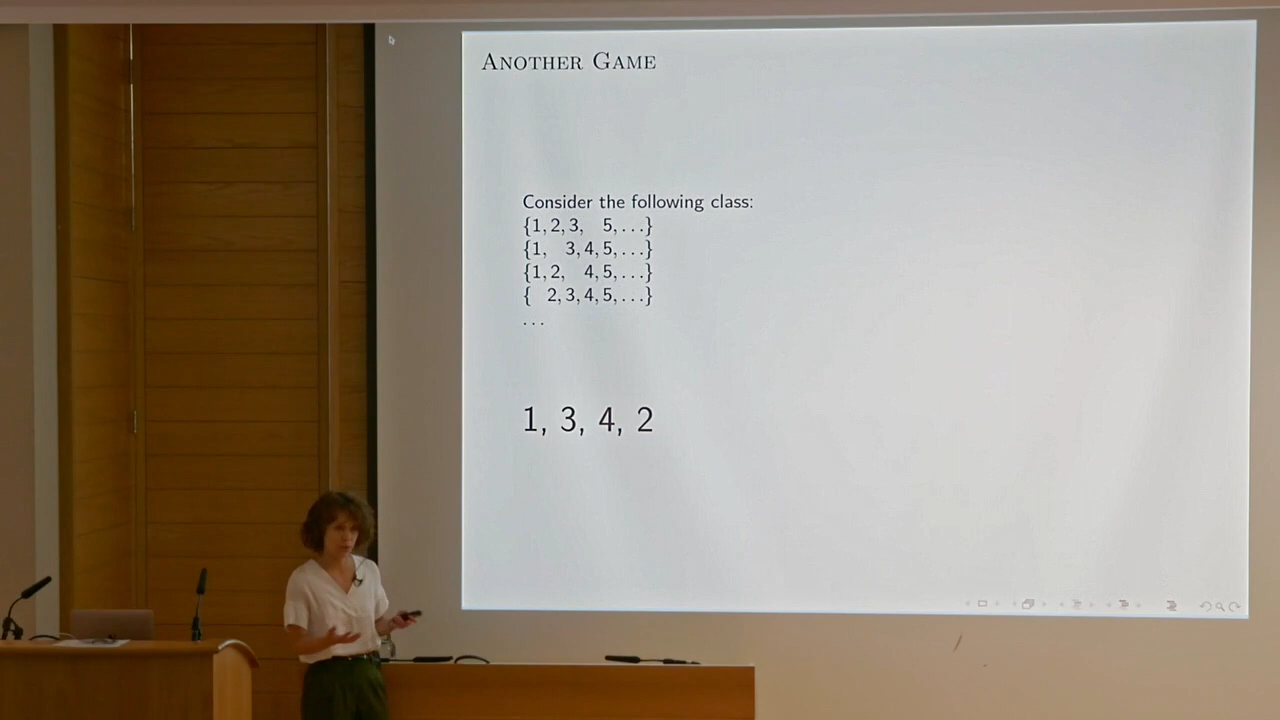 ANOTHER GAME
Consider the following class:
{1, 2, 3,   5, ...}
{1,   3, 4, 5, ...}
{1, 2,   4, 5, ...}
{   2, 3, 4, 5, ...}
...
1, 3, 4, 2